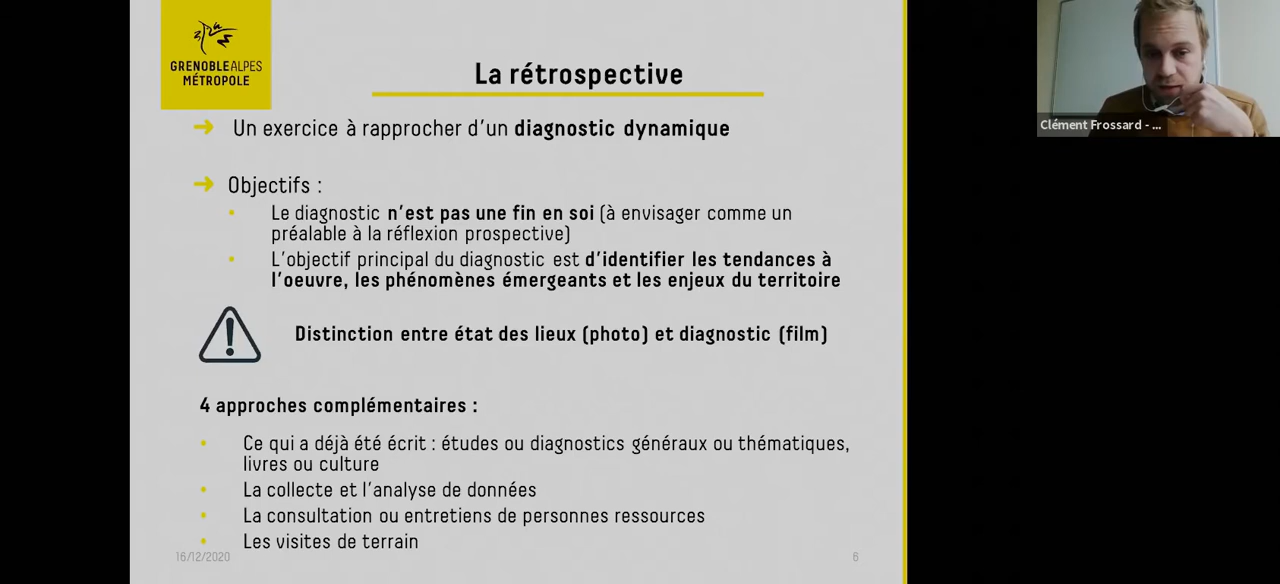 GRENOBLEALPES
MÉTROPOLE
La rétrospective
Clément Frossard - ...
➜ Un exercice à rapprocher d'un diagnostic dynamique
➜ Objectifs :
• Le diagnostic n'est pas une fin en soi (à envisager comme un
préalable à la réflexion prospective)
• L'objectif principal du diagnostic est d'identifier les tendances à
l'oeuvre, les phénomènes émergeants et les enjeux du territoire
! Distinction entre état des lieux (photo) et diagnostic (film)
4 approches complémentaires :
• Ce qui a déjà été écrit : études ou diagnostics généraux ou thématiques,
livres ou culture
• La collecte et l'analyse de données
• La consultation ou entretiens de personnes ressources
• Les visites de terrain
16/12/2020
6